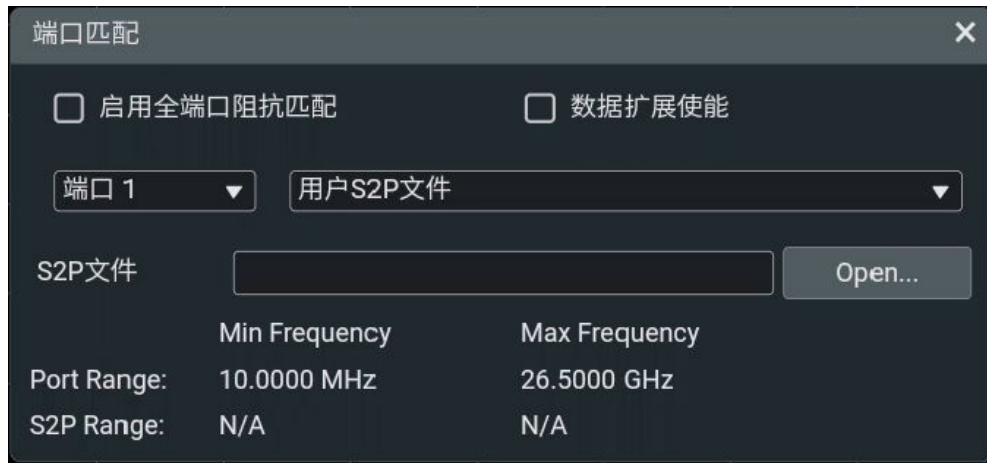 端口匹配
启用全端口阻抗匹配 数据扩展使能
端口 1 用户S2P文件
S2P文件 Open...
Min Frequency Max Frequency
Port Range: 10.0000 MHz 26.5000 GHz
S2P Range: N/A N/A